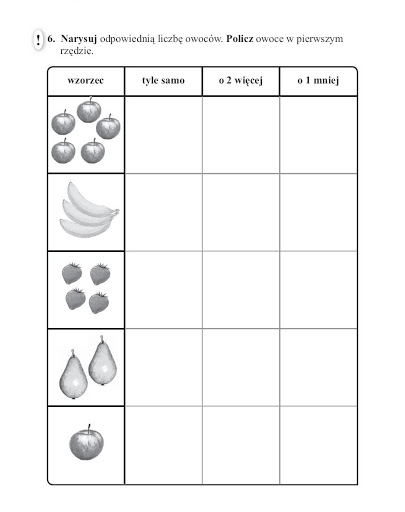 ! 6. Narysuj odpowiednią liczbę owoców. Policz owoce w pierwszym
rzędzie.
wzorzec tyle samo o 2 więcej o 1 mniej